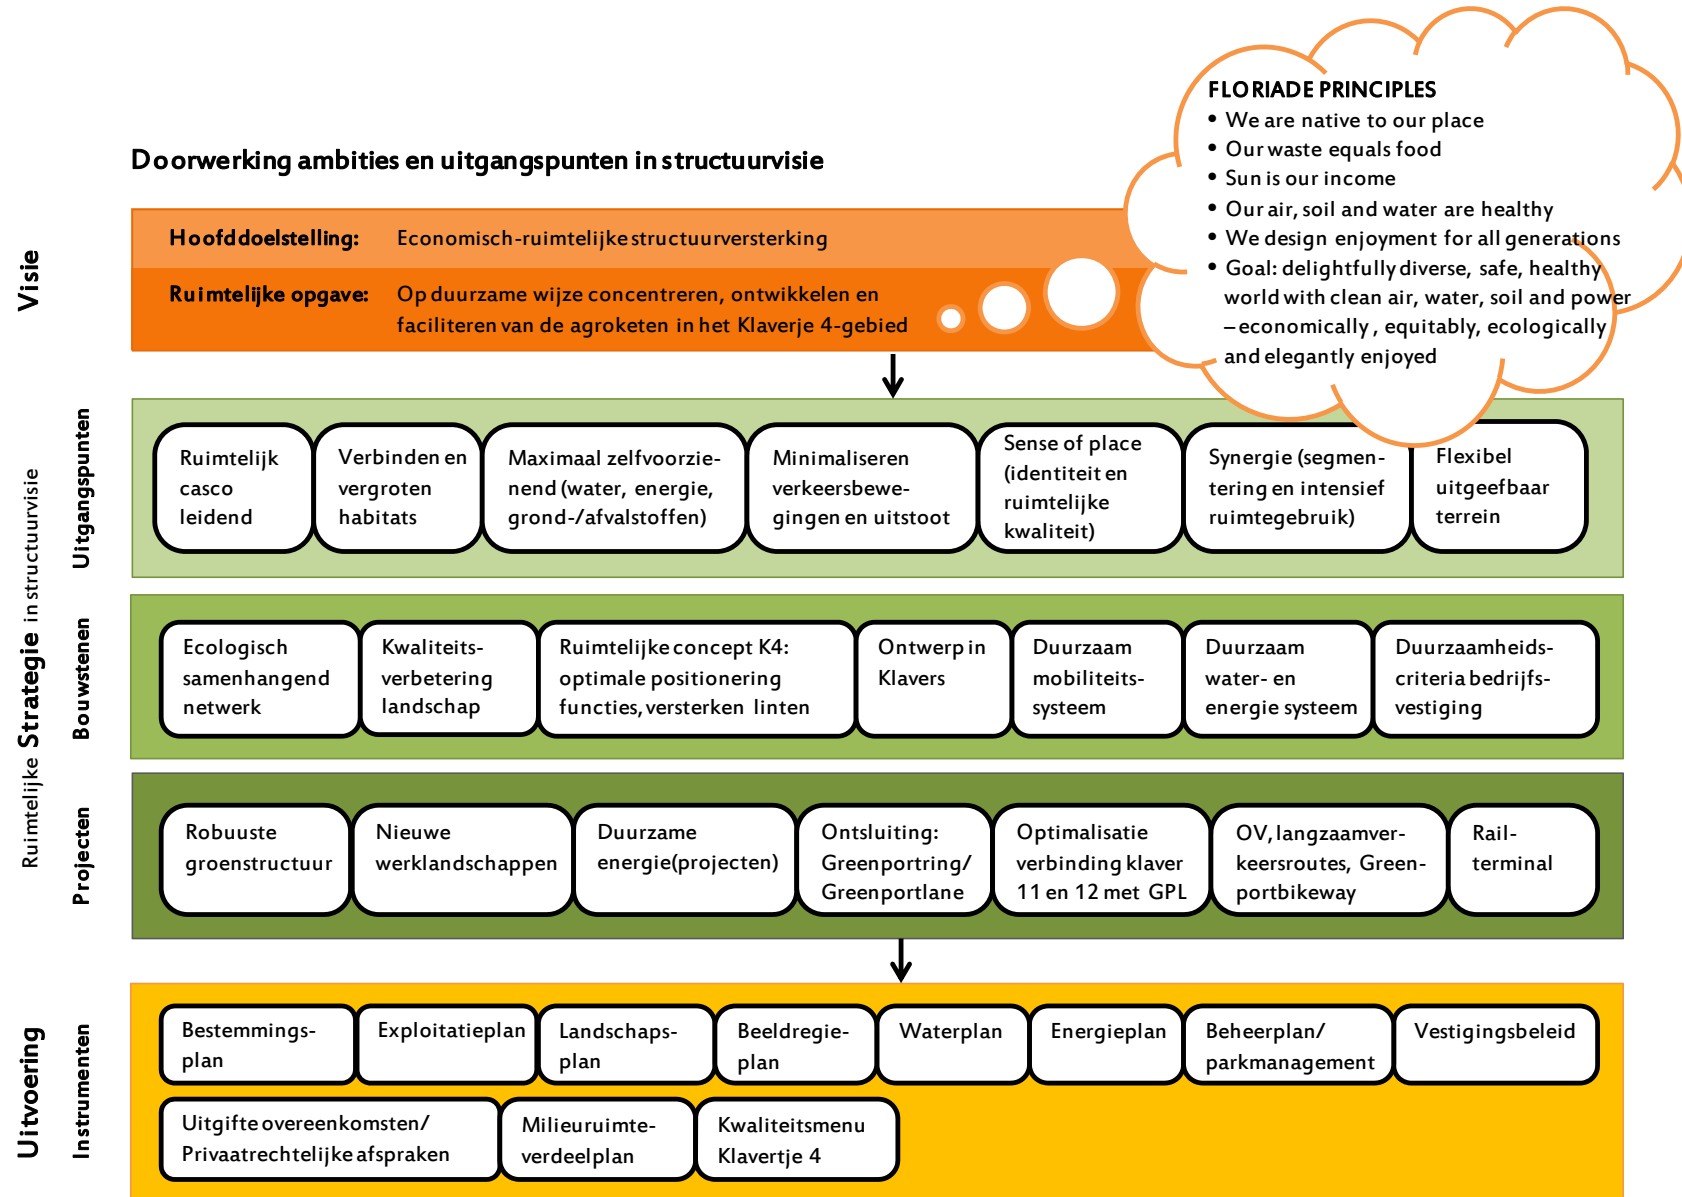 FLORIADE PRINCIPLES
• We are native to our place
• Our waste equals food
• Sun is our income
• Our air, soil and water are healthy
• We design enjoyment for all generations
• Goal: delightfully diverse, safe, healthy
world with clean air, water, soil and power
– economically, equitably, ecologically
and elegantly enjoyed
Doorwerking ambities en uitgangspunten in structuurvisie
Visie
Hoofddoelstelling: Economisch-ruimtelijke structuurversterking
Ruimtelijke opgave: Op duurzame wijze concentreren, ontwikkelen en
faciliteren van de agroketen in het Klaverje 4-gebied
Ruimtelijke Strategie in structuurvisie
Uitgangspunten
Ruimtelijk
casco
leidend
Verbinden en
vergroten
habitats
Maximaal zelfvoorzie-
nend (water, energie,
grond-/afvalstoffen)
Minimaliseren
verkeersbewe-
gingen en uitstoot
Sense of place
(identiteit en
ruimtelijke
kwaliteit)
Synergie (segmen-
tering en intensief
ruimtegebruik)
Flexibel
uitgeefbaar
terrein
Bouwstenen
Ecologisch
samenhangend
netwerk
Kwaliteits-
verbetering
landschap
Ruimtelijke concept K4:
optimale positionering
functies, versterken linten
Ontwerp in
Klavers
Duurzaam
mobiliteits-
systeem
Duurzaam
water- en
energie systeem
Duurzaamheids-
criteria bedrijfs-
vestiging
Projecten
Robuuste
groenstructuur
Nieuwe
werklandschappen
Duurzame
energie(projecten)
Ontsluiting:
Greenportring/
Greenportlane
Optimalisatie
verbinding klaver
11 en 12 met GPL
OV, langzaamver-
keersroutes, Green-
portbikeway
Rail-
terminal
Uitvoering
Instrumenten
Bestemmings-
plan
Exploitatieplan
Landschaps-
plan
Beeldregie-
plan
Waterplan
Energieplan
Beheerplan/
parkmanagement
Vestigingsbeleid
Uitgifte overeenkomsten/
Privaatrechtelijke afspraken
Milieuruimte-
verdeelplan
Kwaliteitsmenu
Klavertje 4